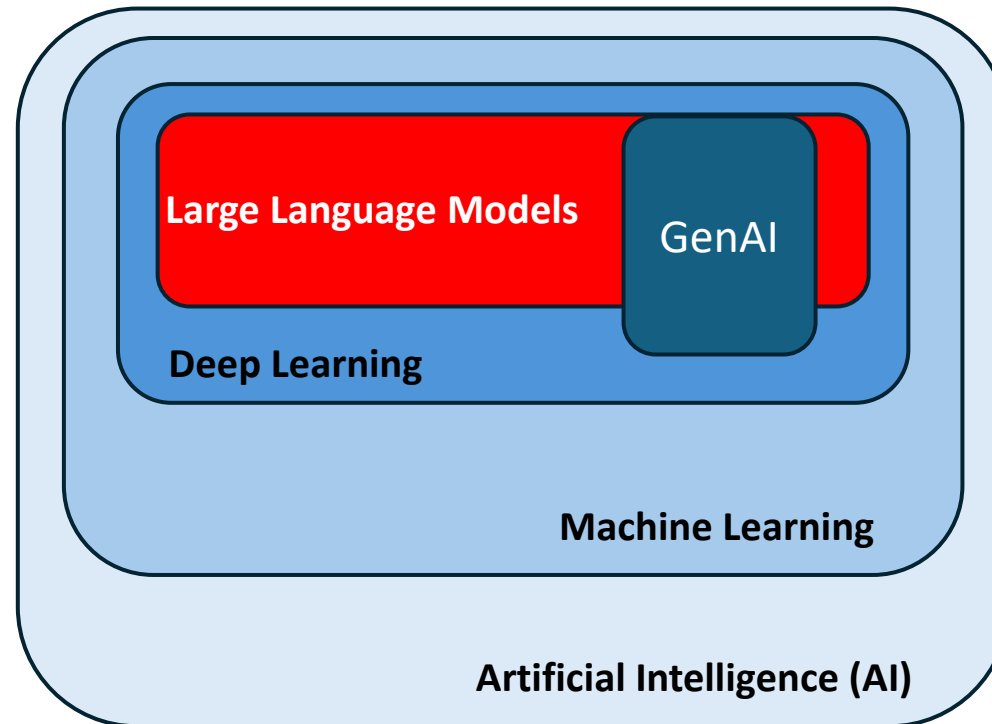 Large Language Models
GenAI
Deep Learning
Machine Learning
Artificial Intelligence (AI)